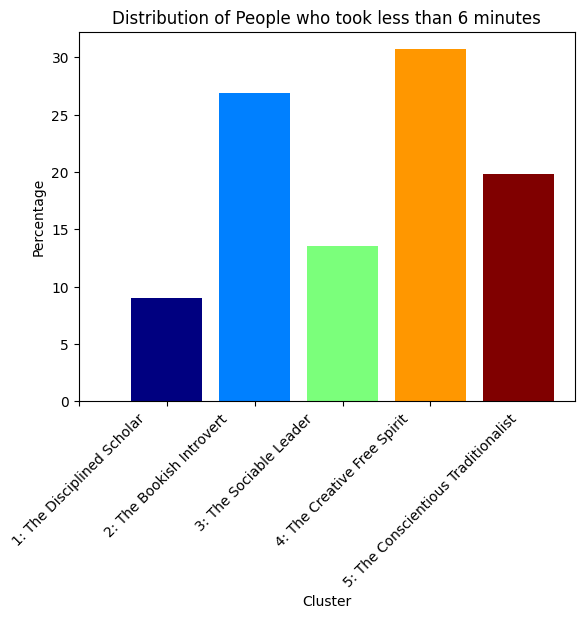 Distribution of People who took less than 6 minutes
30
25
20
15
10
5
0
Percentage
1: The Disciplined Scholar
2: The Bookish Introvert
3: The Sociable Leader
4: The Creative Free Spirit
5: The Conscientious Traditionalist
Cluster